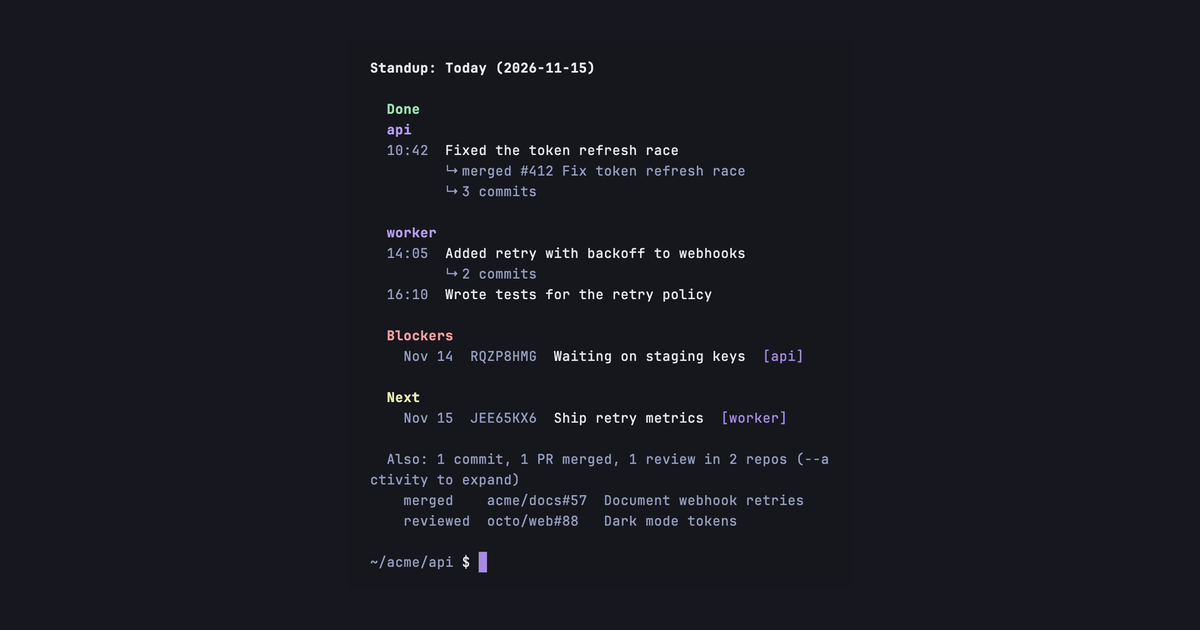 Standup: Today (2026-11-15)
Done
api
10:42  Fixed the token refresh race
↳ merged #412 Fix token refresh race
↳ 3 commits
worker
14:05  Added retry with backoff to webhooks
↳ 2 commits
16:10  Wrote tests for the retry policy
Blockers
Nov 14  RQZP8HMG  Waiting on staging keys  [api]
Next
Nov 15  JEE65KX6  Ship retry metrics  [worker]
Also: 1 commit, 1 PR merged, 1 review in 2 repos (--a
ctivity to expand)
merged    acme/docs#57  Document webhook retries
reviewed  octo/web#88   Dark mode tokens
~/acme/api $